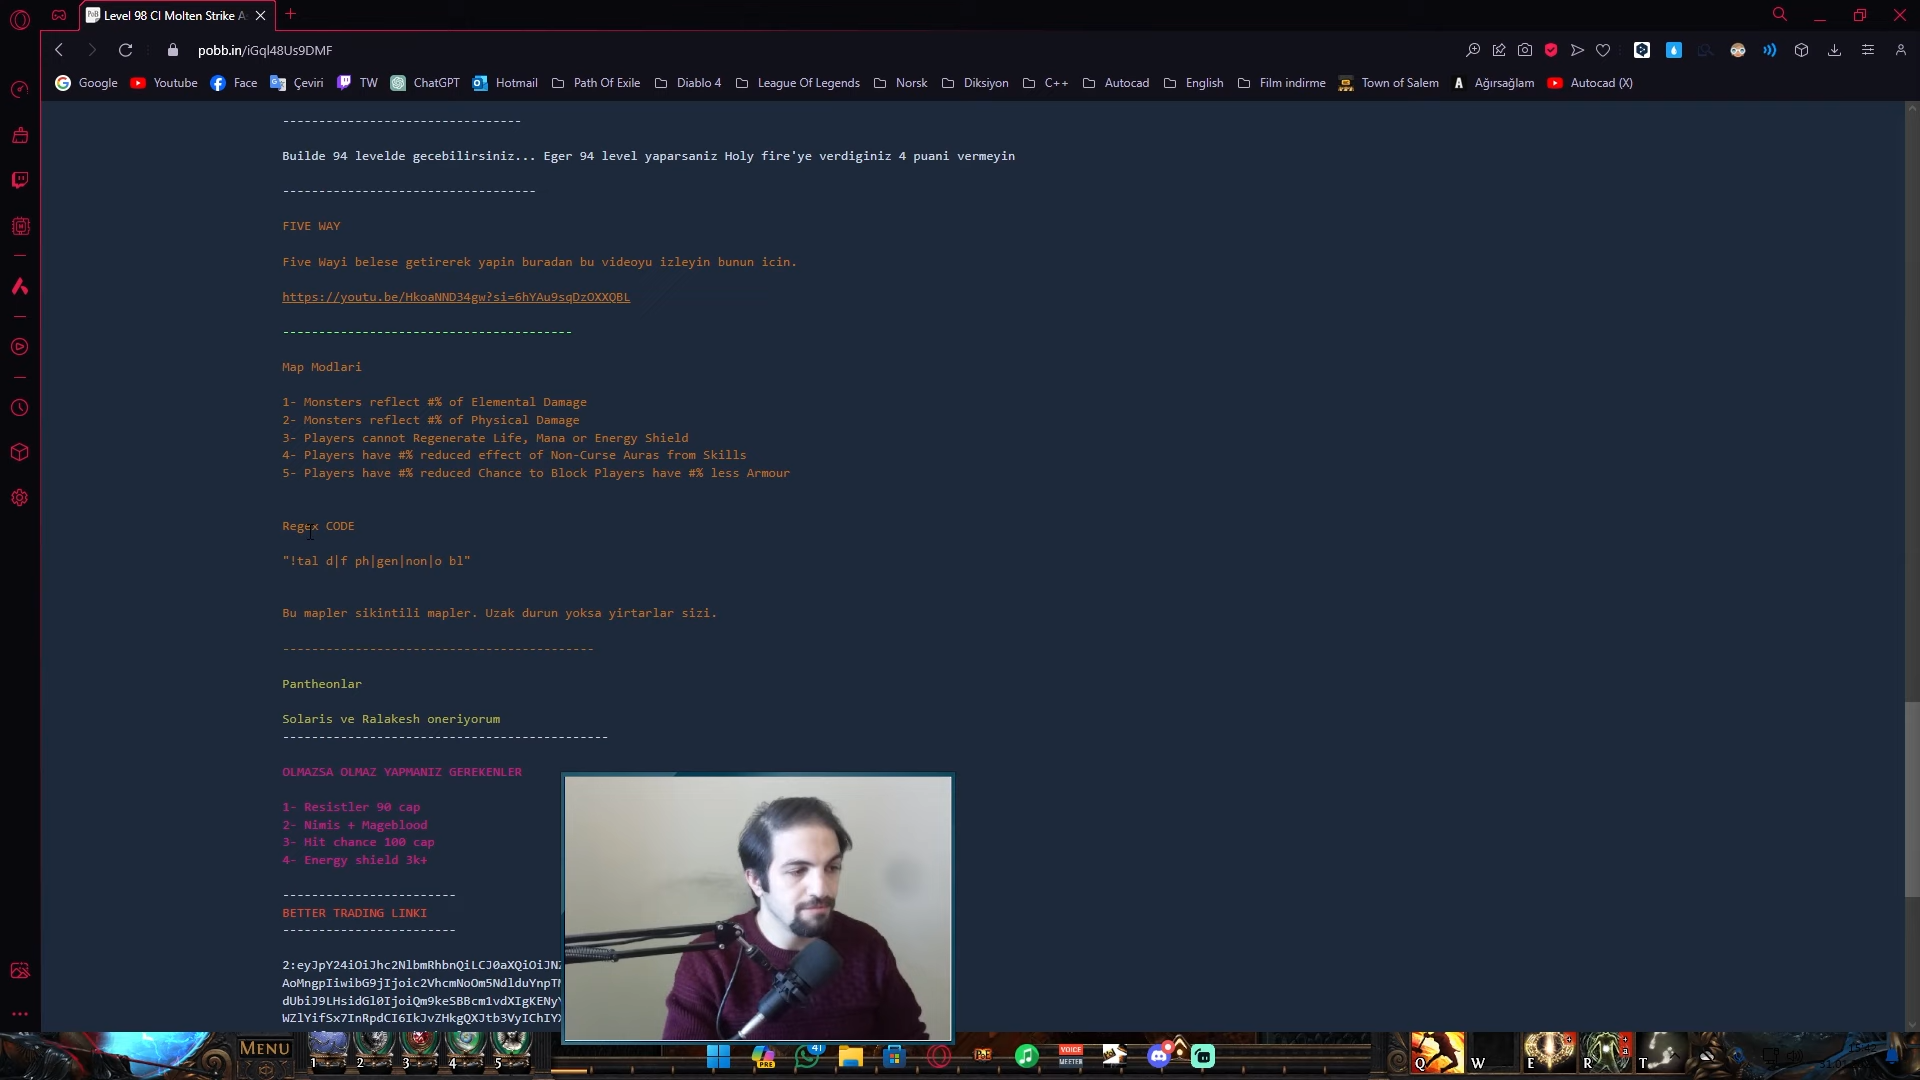 Level 98 CI Molten Strike
pobb.in/iGql48Us9DMF
Google Youtube Face Çeviri TW ChatGPT Hotmail Path Of Exile Diablo 4 League Of Legends Norsk Diksiyon C++ Autocad English Film indirme Town of Salem Ağırsağlam Autocad (X)
--------------------------------
Builde 94 levelde gecebilirsiniz... Eger 94 level yaparsaniz Holy fire'ye verdiginiz 4 puani vermeyin
-----------------------------------
FIVE WAY
Five Wayi belese getirerek yapin buradan bu videoyu izleyin bunun icin.
https://youtu.be/HkoaNND34gw?si=6hYAu9sqDzOXXQBL
----------------------------------------
Map Modlari
1- Monsters reflect #% of Elemental Damage
2- Monsters reflect #% of Physical Damage
3- Players cannot Regenerate Life, Mana or Energy Shield
4- Players have #% reduced effect of Non-Curse Auras from Skills
5- Players have #% reduced Chance to Block Players have #% less Armour
Regex CODE
"!tal d|f ph|gen|non|o bl"
Bu mapler sikintili mapler. Uzak durun yoksa yirtarlar sizi.
-------------------------------------------
Pantheonlar
Solaris ve Ralakesh oneriyorum
---------------------------------------------
OLMAZSA OLMAZ YAPMANIZ GEREKENLER
1- Resistler 90 cap
2- Nimis + Mageblood
3- Hit chance 100 cap
4- Energy shield 3k+
------------------------
BETTER TRADING LINKI
------------------------
MENU 1 2 3 4 5 PRE 41 VOICE MEETER Q W E R T